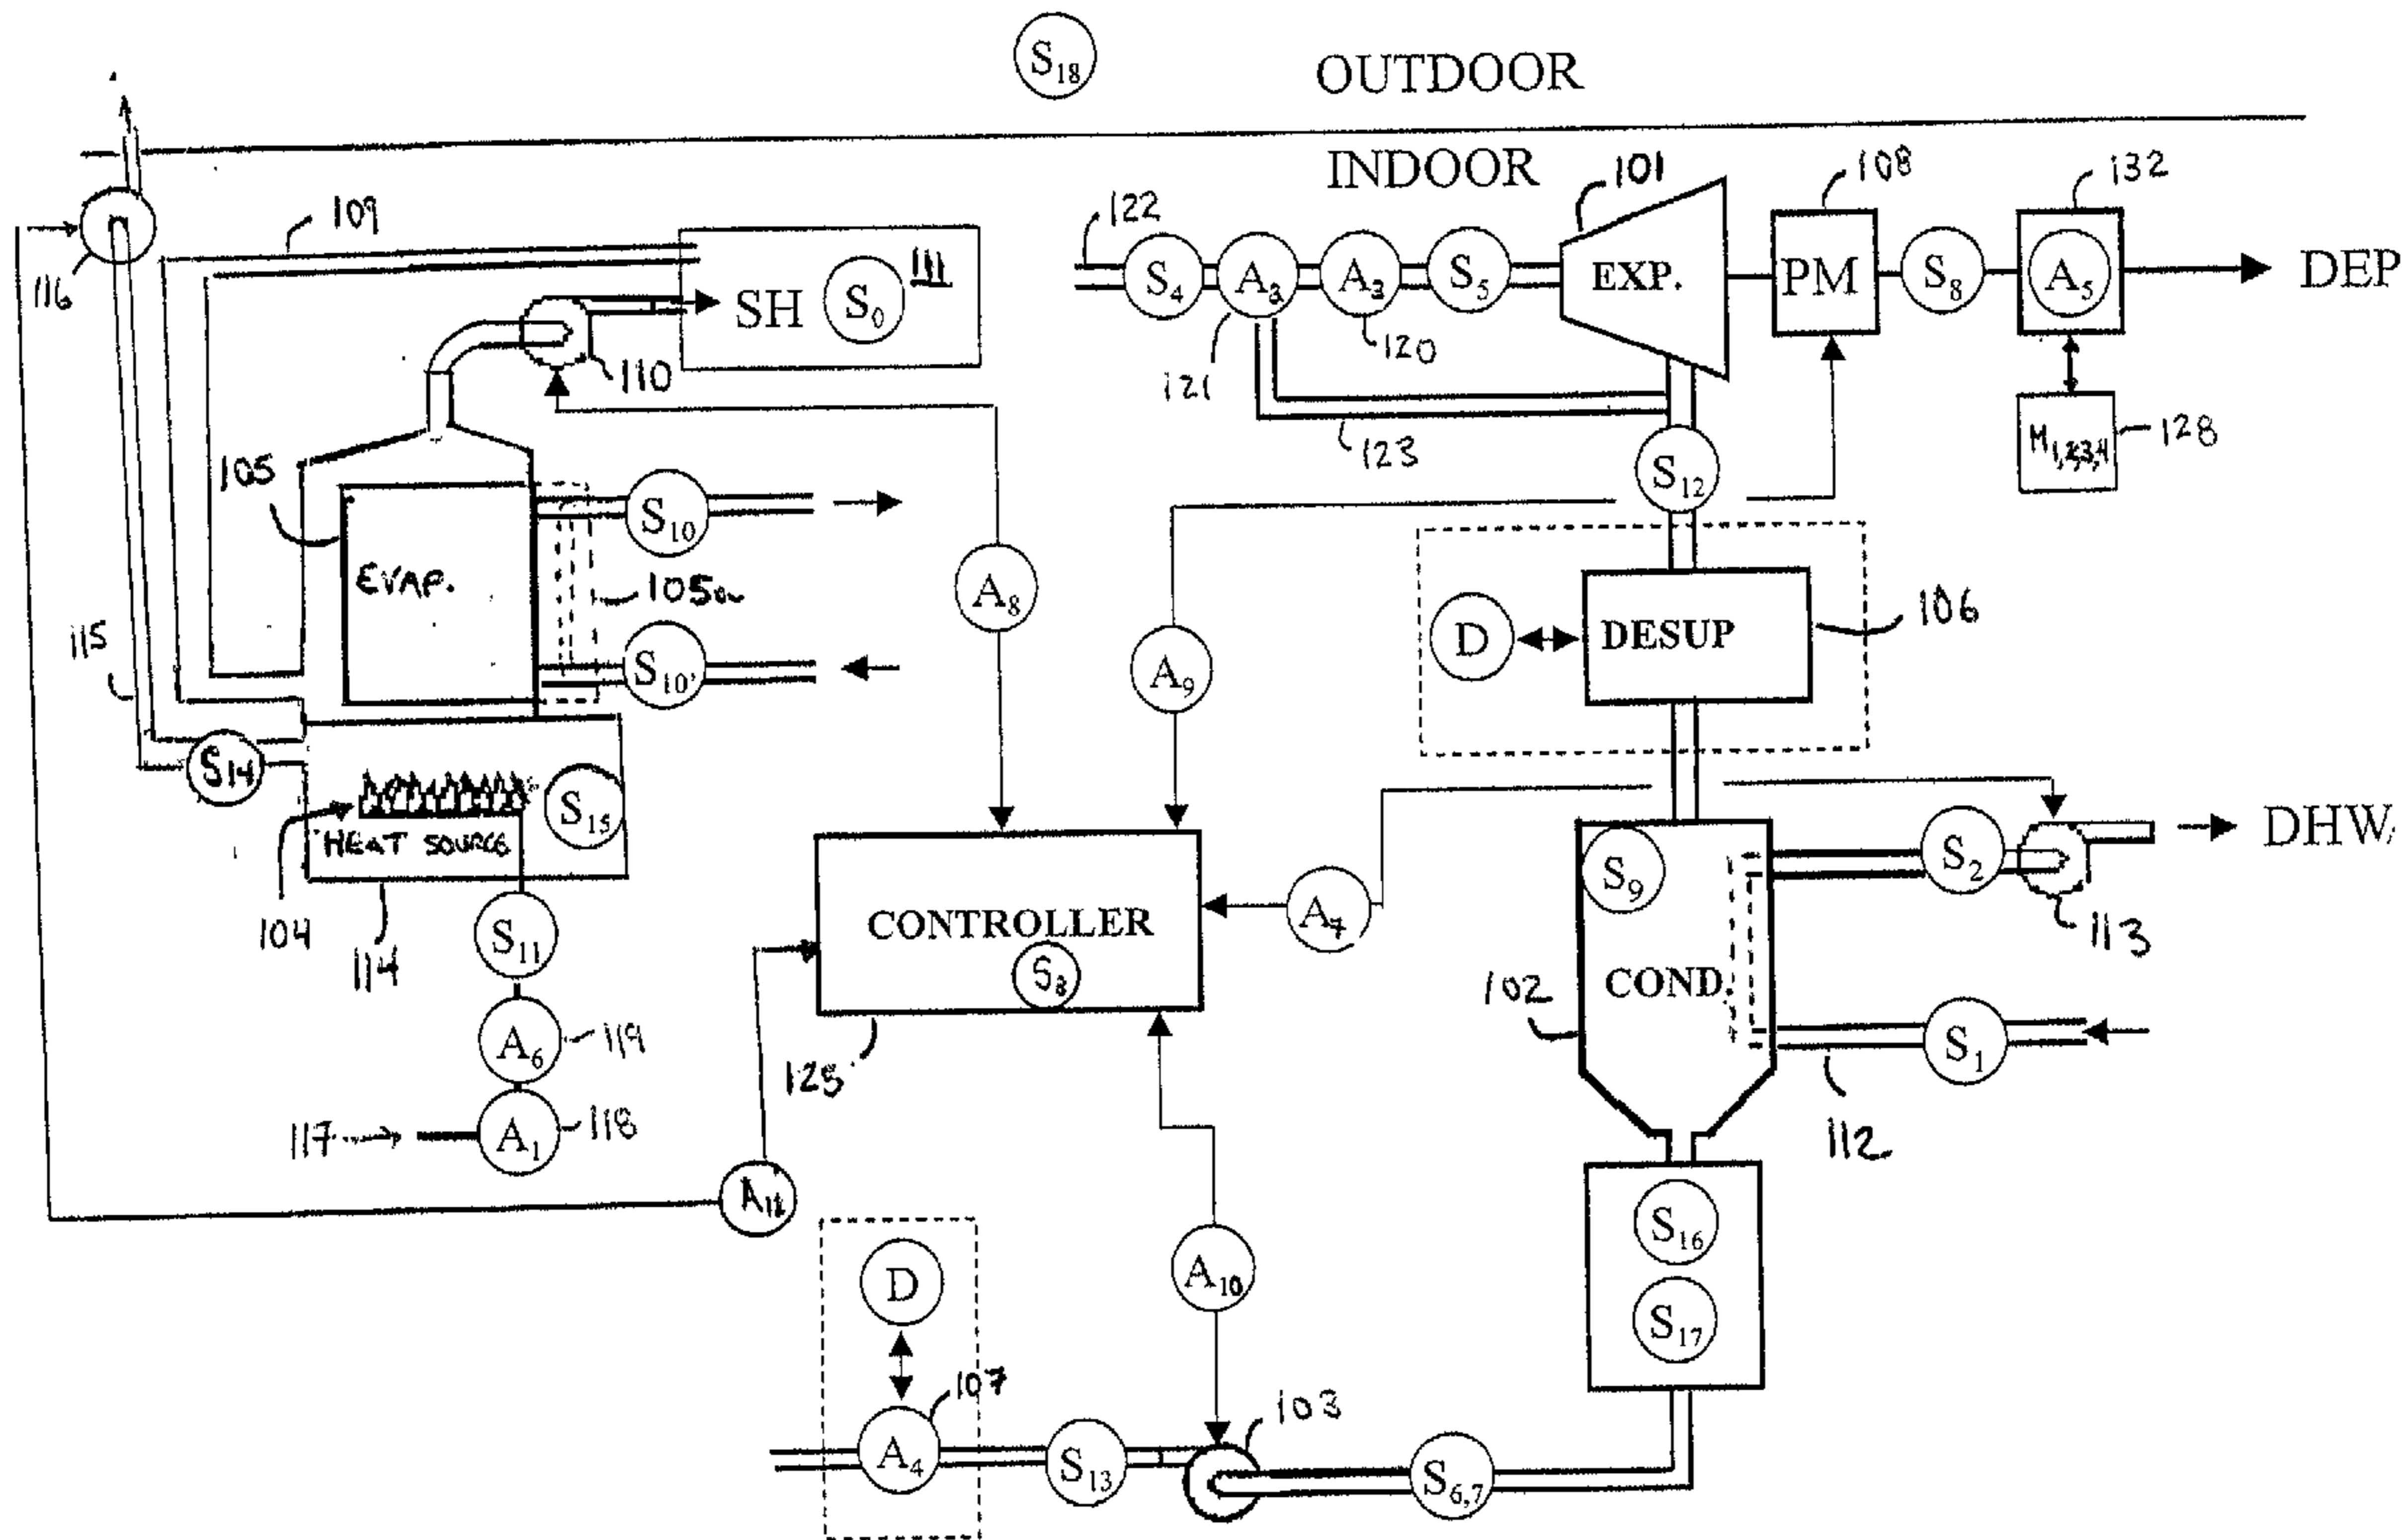 S18
OUTDOOR
INDOOR
101
108
132
109
122
116
SH
S0
111
S4
A3
A3
S5
EXP.
PM
S8
A5
DEP
110
121
120
123
M1,2,3,4
128
105
S10
S12
EVAP.
105a
A8
115
S10'
A9
D
DESUP
106
S14
S15
HEAT SOURCE
104
114
S11
CONTROLLER
A7
S9
S2
DHW
113
102
COND.
S1
112
A6
119
125
117
A1
118
S16
S17
A10
D
107
A4
S13
103
S6,7